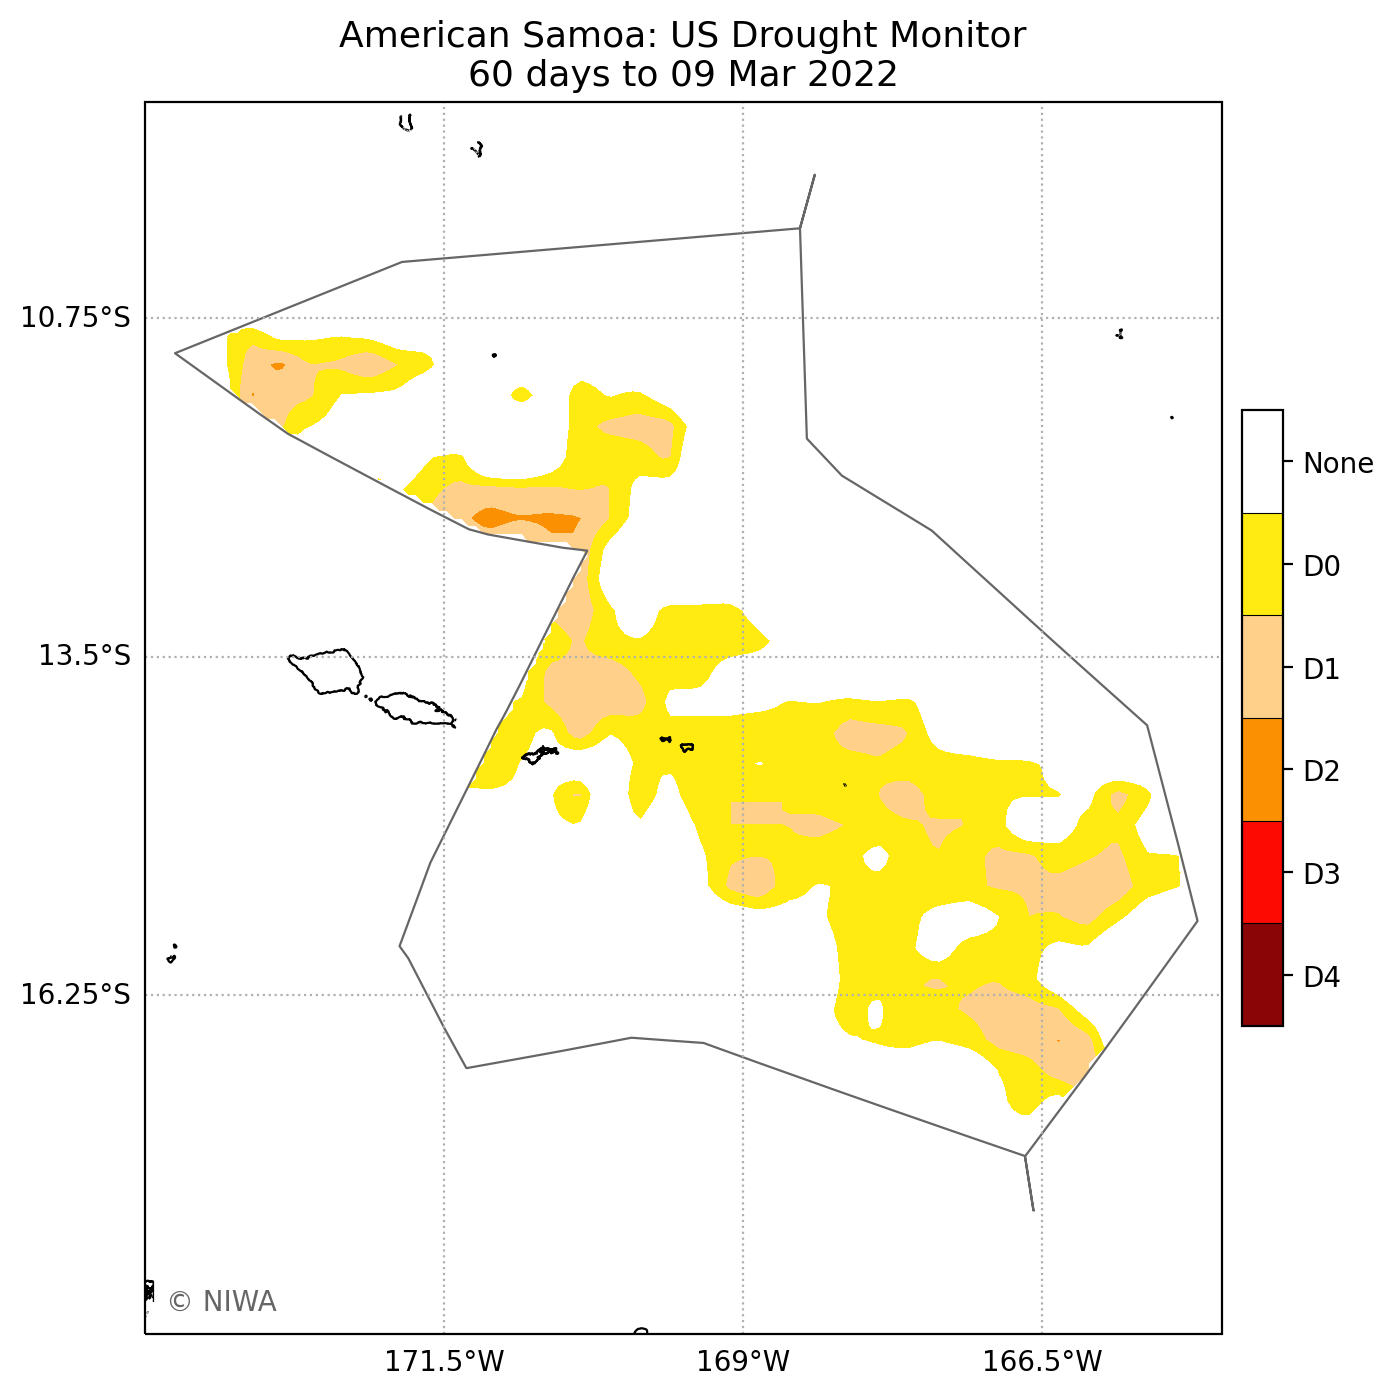 American Samoa: US Drought Monitor
60 days to 09 Mar 2022
10.75°S
13.5°S
16.25°S
171.5°W
169°W
166.5°W
None
D0
D1
D2
D3
D4
© NIWA